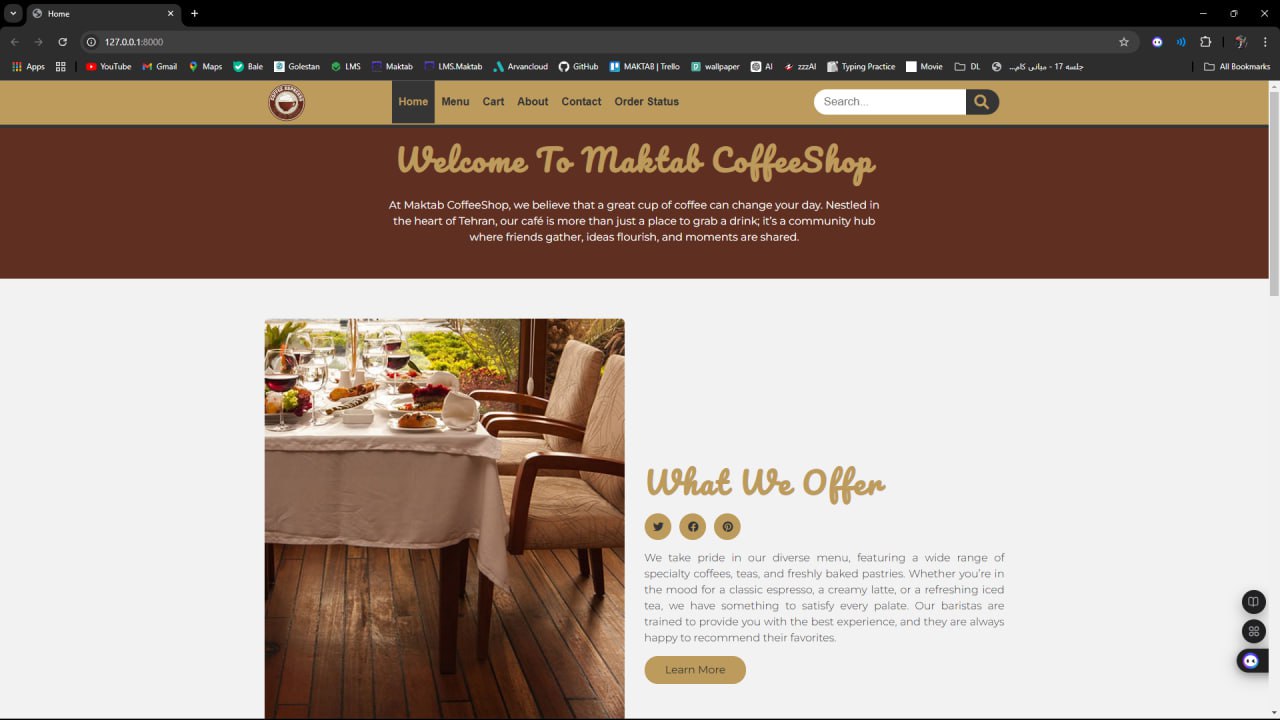 Home
127.0.0.1:8000
Apps
YouTube
Gmail
Maps
Bale
Golestan
LMS
Maktab
LMS.Maktab
Arvancloud
GitHub
MAKTAB | Trello
wallpaper
AI
zzzAI
Typing Practice
Movie
DL
جلسه 17 - مبانی کام...
All Bookmarks
Home
Menu
Cart
About
Contact
Order Status
Search...
Welcome To Maktab CoffeeShop
At Maktab CoffeeShop, we believe that a great cup of coffee can change your day. Nestled in
the heart of Tehran, our café is more than just a place to grab a drink; it's a community hub
where friends gather, ideas flourish, and moments are shared.
What We Offer
We take pride in our diverse menu, featuring a wide range of
specialty coffees, teas, and freshly baked pastries. Whether you're in
the mood for a classic espresso, a creamy latte, or a refreshing iced
tea, we have something to satisfy every palate. Our baristas are
trained to provide you with the best experience, and they are always
happy to recommend their favorites.
Learn More